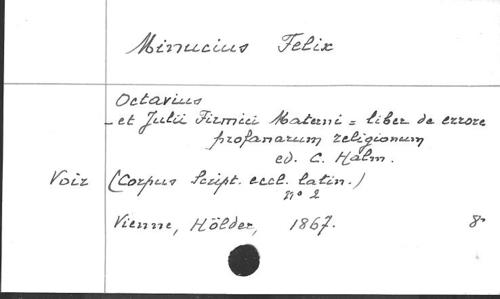 Minucius Felix
Octavius
- et Julii Firmici Materni = liber de errore
profanarum religionum
ed. C. Halm.
Voir (Corpus Script. eccl. latin.)
n° 2
Vienne, Hölder, 1867. 8°